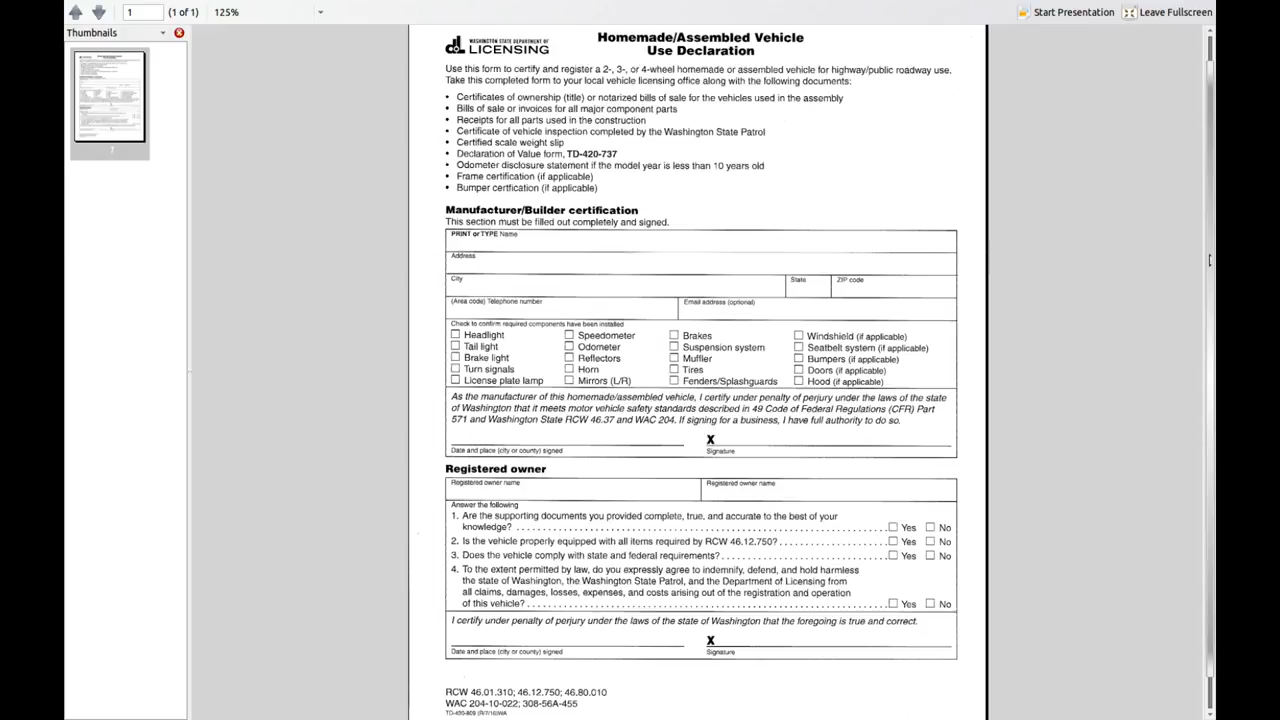 1 (1 of 1) 125% Start Presentation Leave Fullscreen
Thumbnails
1
WASHINGTON STATE DEPARTMENT OF
LICENSING
Homemade/Assembled Vehicle
Use Declaration
Use this form to certify and register a 2-, 3-, or 4-wheel homemade or assembled vehicle for highway/public roadway use.
Take this completed form to your local vehicle licensing office along with the following documents:
• Certificates of ownership (title) or notarized bills of sale for the vehicles used in the assembly
• Bills of sale or invoices for all major component parts
• Receipts for all parts used in the construction
• Certificate of vehicle inspection completed by the Washington State Patrol
• Certified scale weight slip
• Declaration of Value form, TD-420-737
• Odometer disclosure statement if the model year is less than 10 years old
• Frame certification (if applicable)
• Bumper certfication (if applicable)
Manufacturer/Builder certification
This section must be filled out completely and signed.
PRINT or TYPE Name
Address
City State ZIP code
(Area code) Telephone number Email address (optional)
Check to confirm required components have been installed
Headlight Speedometer Brakes Windshield (if applicable)
Tail light Odometer Suspension system Seatbelt system (if applicable)
Brake light Reflectors Muffler Bumpers (if applicable)
Turn signals Horn Tires Doors (if applicable)
License plate lamp Mirrors (L/R) Fenders/Splashguards Hood (if applicable)
As the manufacturer of this homemade/assembled vehicle, I certify under penalty of perjury under the laws of the state
of Washington that it meets motor vehicle safety standards described in 49 Code of Federal Regulations (CFR) Part
571 and Washington State RCW 46.37 and WAC 204. If signing for a business, I have full authority to do so.
X
Date and place (city or county) signed Signature
Registered owner
Registered owner name Registered owner name
Answer the following
1. Are the supporting documents you provided complete, true, and accurate to the best of your
knowledge? Yes No
2. Is the vehicle properly equipped with all items required by RCW 46.12.750? Yes No
3. Does the vehicle comply with state and federal requirements? Yes No
4. To the extent permitted by law, do you expressly agree to indemnify, defend, and hold harmless
the state of Washington, the Washington State Patrol, and the Department of Licensing from
all claims, damages, losses, expenses, and costs arising out of the registration and operation
of this vehicle? Yes No
I certify under penalty of perjury under the laws of the state of Washington that the foregoing is true and correct.
X
Date and place (city or county) signed Signature
RCW 46.01.310; 46.12.750; 46.80.010
WAC 204-10-022; 308-56A-455
TD-420-809 (R/7/16)WA